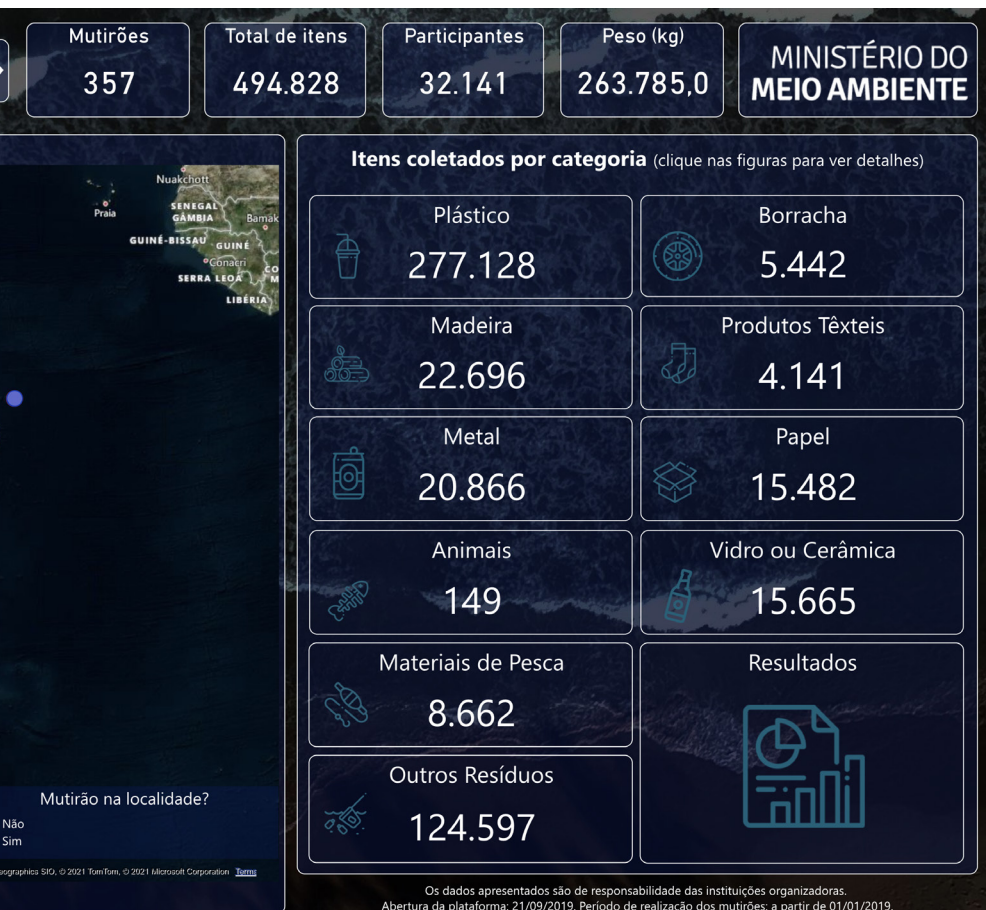 Mutirões
357
Total de itens
494.828
Participantes
32.141
Peso (kg)
263.785,0
MINISTÉRIO DO
MEIO AMBIENTE
Nuakchott
Praia
SENEGAL
GÂMBIA
Bamak
GUINÉ-BISSAU
GUINÉ
Conacri
SERRA LEOA
CO
M
LIBÉRIA
Mutirão na localidade?
Não
Sim
eographics SIO, © 2021 TomTom, © 2021 Microsoft Corporation Terms
Itens coletados por categoria (clique nas figuras para ver detalhes)
Plástico
277.128
Borracha
5.442
Madeira
22.696
Produtos Têxteis
4.141
Metal
20.866
Papel
15.482
Animais
149
Vidro ou Cerâmica
15.665
Materiais de Pesca
8.662
Resultados
Outros Resíduos
124.597
Os dados apresentados são de responsabilidade das instituições organizadoras.
Abertura da plataforma: 21/09/2019. Período de realização dos mutirões: a partir de 01/01/2019.